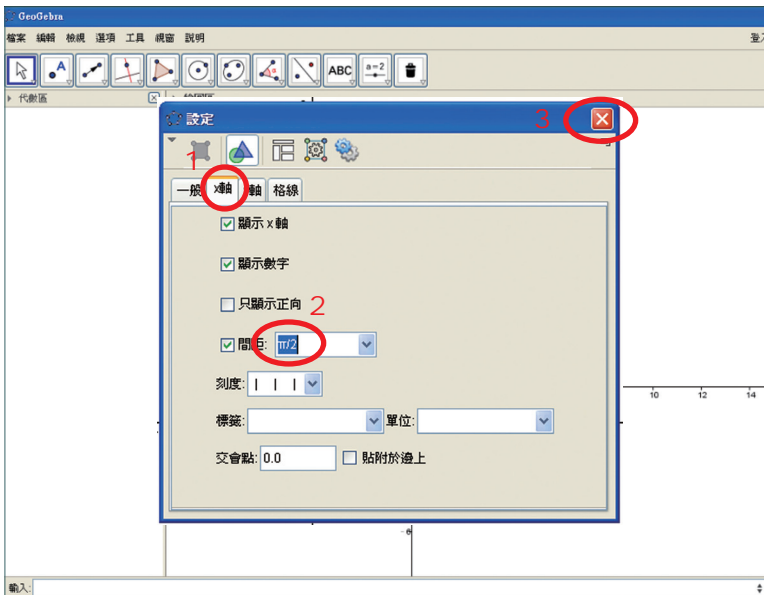 GeoGebra
檔案 編輯 檢視 選項 工具 視窗 說明
ABC a=2
代數區
設定 3
1
一般 x軸 軸 格線
顯示 x 軸
顯示數字
只顯示正向 2
間距: π/2
刻度: | | |
標籤: 單位:
交會點: 0.0 貼附於邊上
10 12 14
-6
輸入: